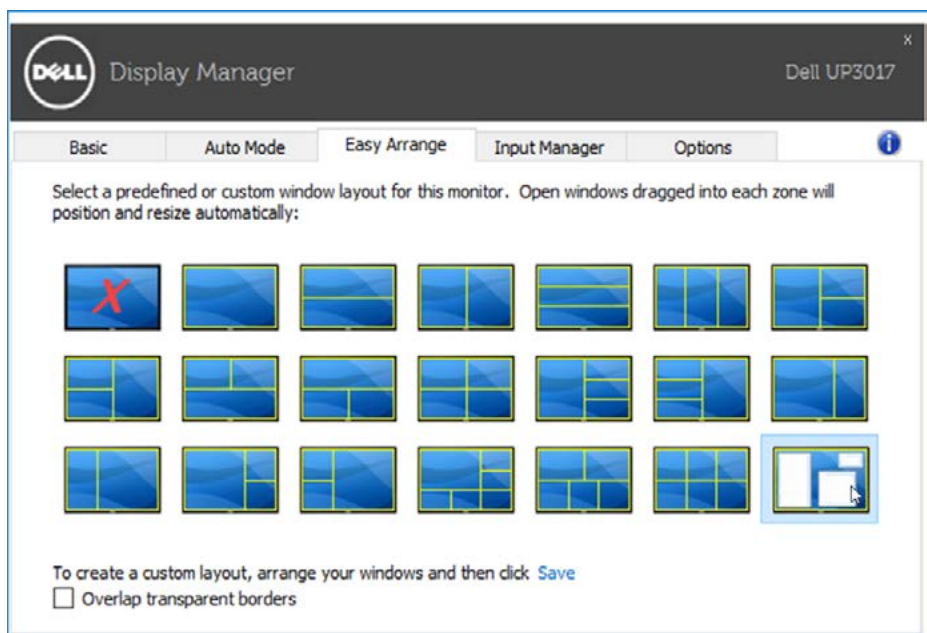 DELL Display Manager
x
Dell UP3017
Basic Auto Mode Easy Arrange Input Manager Options i
Select a predefined or custom window layout for this monitor. Open windows dragged into each zone will
position and resize automatically:
X
To create a custom layout, arrange your windows and then click Save
Overlap transparent borders